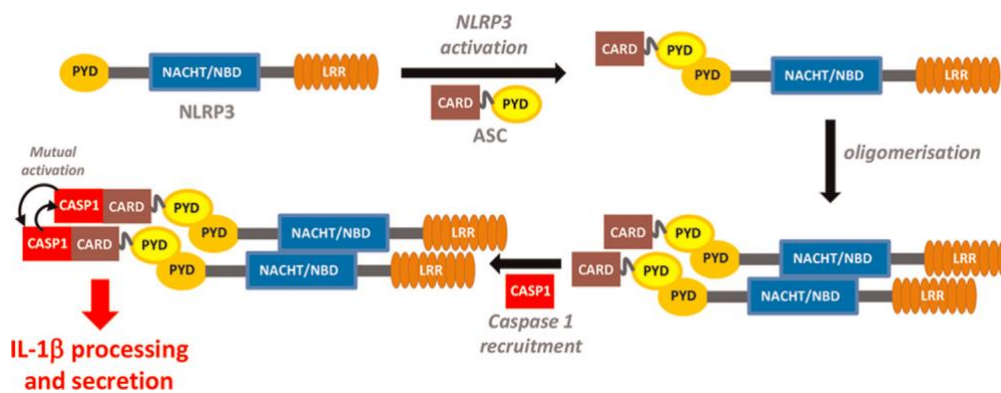 PYD
NACHT/NBD
LRR
NLRP3
NLRP3
activation
CARD
PYD
ASC
CARD
PYD
PYD
NACHT/NBD
LRR
oligomerisation
CARD
PYD
PYD
NACHT/NBD
LRR
CARD
PYD
PYD
NACHT/NBD
LRR
CASP1
Caspase 1
recruitment
Mutual
activation
CASP1
CARD
PYD
PYD
NACHT/NBD
LRR
CASP1
CARD
PYD
PYD
NACHT/NBD
LRR
IL-1β processing
and secretion